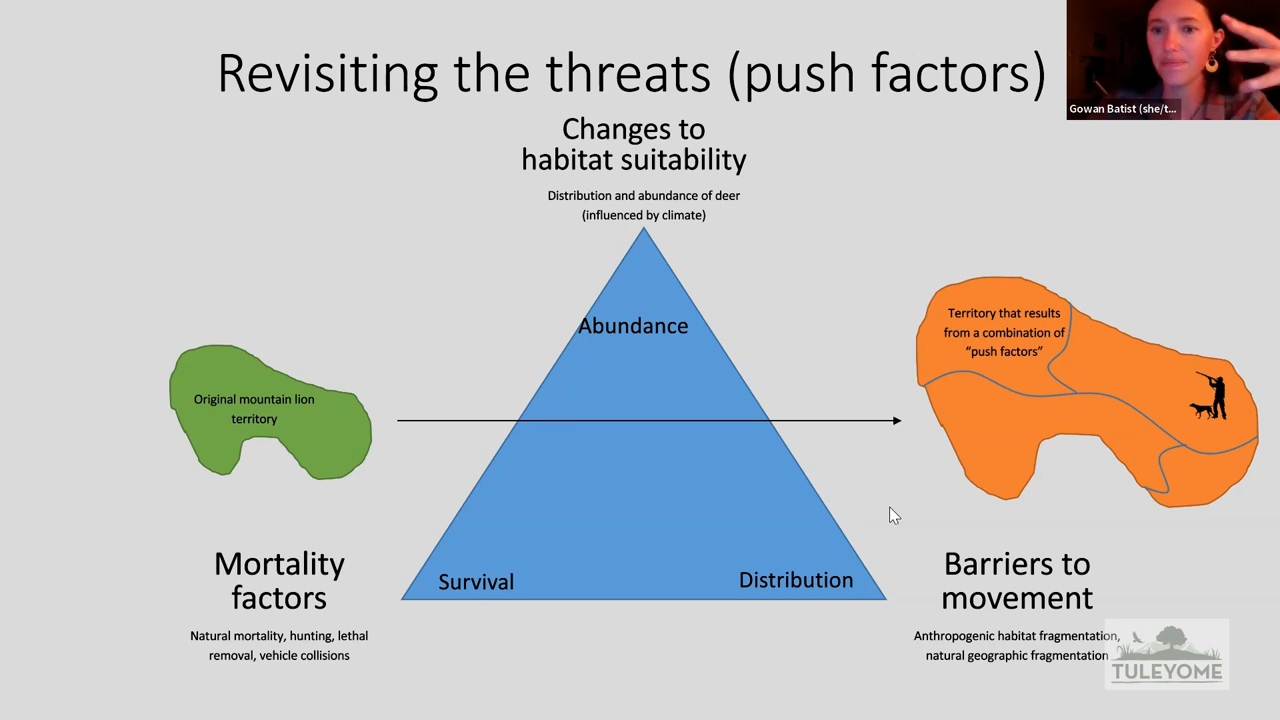 Revisiting the threats (push factors)
Gowan Batist (she/t...
Changes to
habitat suitability
Distribution and abundance of deer
(influenced by climate)
Abundance
Original mountain lion
territory
Territory that results
from a combination of
“push factors”
Survival
Distribution
Mortality
factors
Natural mortality, hunting, lethal
removal, vehicle collisions
Barriers to
movement
Anthropogenic habitat fragmentation,
natural geographic fragmentation
TULEYOME